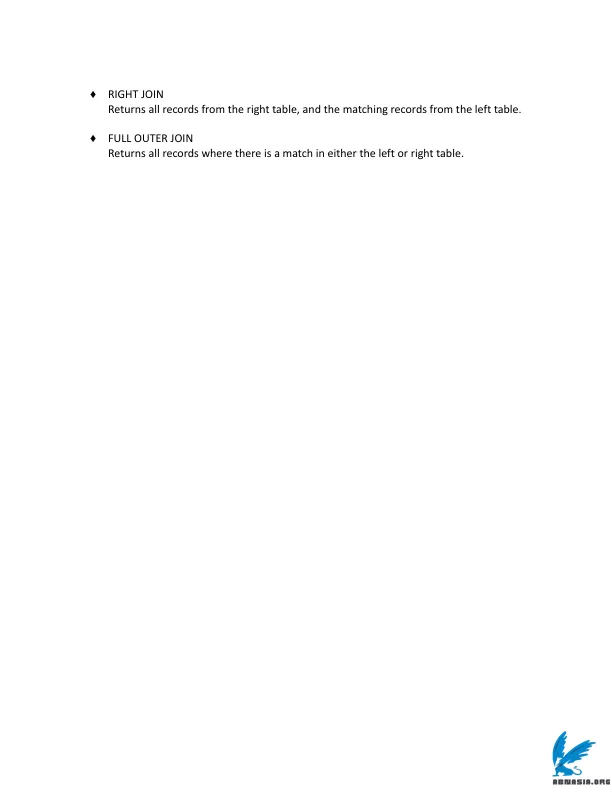 ♦ RIGHT JOIN
Returns all records from the right table, and the matching records from the left table.
♦ FULL OUTER JOIN
Returns all records where there is a match in either the left or right table.
ABNASIA.ORG